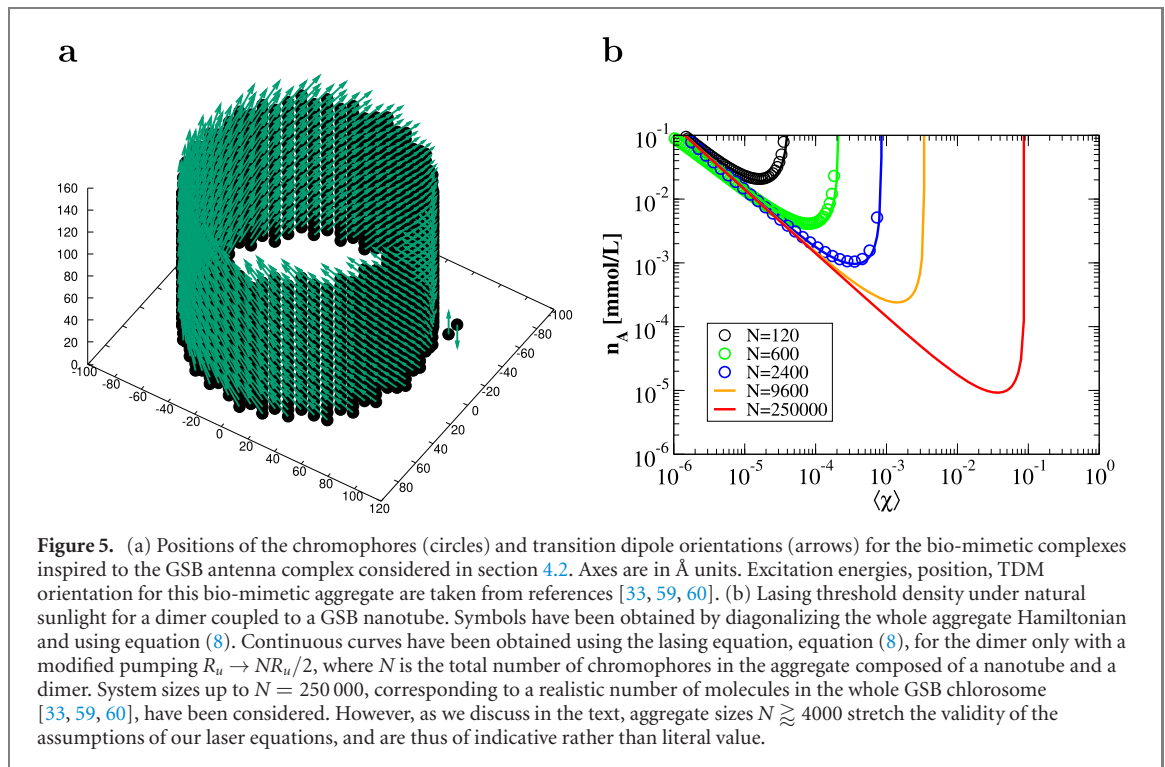 a
b
160
140
120
100
80
60
40
20
0
-100
-80
-60
-40
-20
0
20
40
60
80
100
120
-100
-80
-60
-40
-20
0
20
40
60
80
n_A [mmol/L]
10^-1
10^-2
10^-3
10^-4
10^-5
10^-6
N=120
N=600
N=2400
N=9600
N=250000
10^-6 10^-5 10^-4 10^-3 10^-2 10^-1 10^0
⟨χ⟩
Figure 5. (a) Positions of the chromophores (circles) and transition dipole orientations (arrows) for the bio-mimetic complexes
inspired to the GSB antenna complex considered in section 4.2. Axes are in Å units. Excitation energies, position, TDM
orientation for this bio-mimetic aggregate are taken from references [33, 59, 60]. (b) Lasing threshold density under natural
sunlight for a dimer coupled to a GSB nanotube. Symbols have been obtained by diagonalizing the whole aggregate Hamiltonian
and using equation (8). Continuous curves have been obtained using the lasing equation, equation (8), for the dimer only with a
modified pumping R_u → NR_u/2, where N is the total number of chromophores in the aggregate composed of a nanotube and a
dimer. System sizes up to N = 250 000, corresponding to a realistic number of molecules in the whole GSB chlorosome
[33, 59, 60], have been considered. However, as we discuss in the text, aggregate sizes N ⪆ 4000 stretch the validity of the
assumptions of our laser equations, and are thus of indicative rather than literal value.